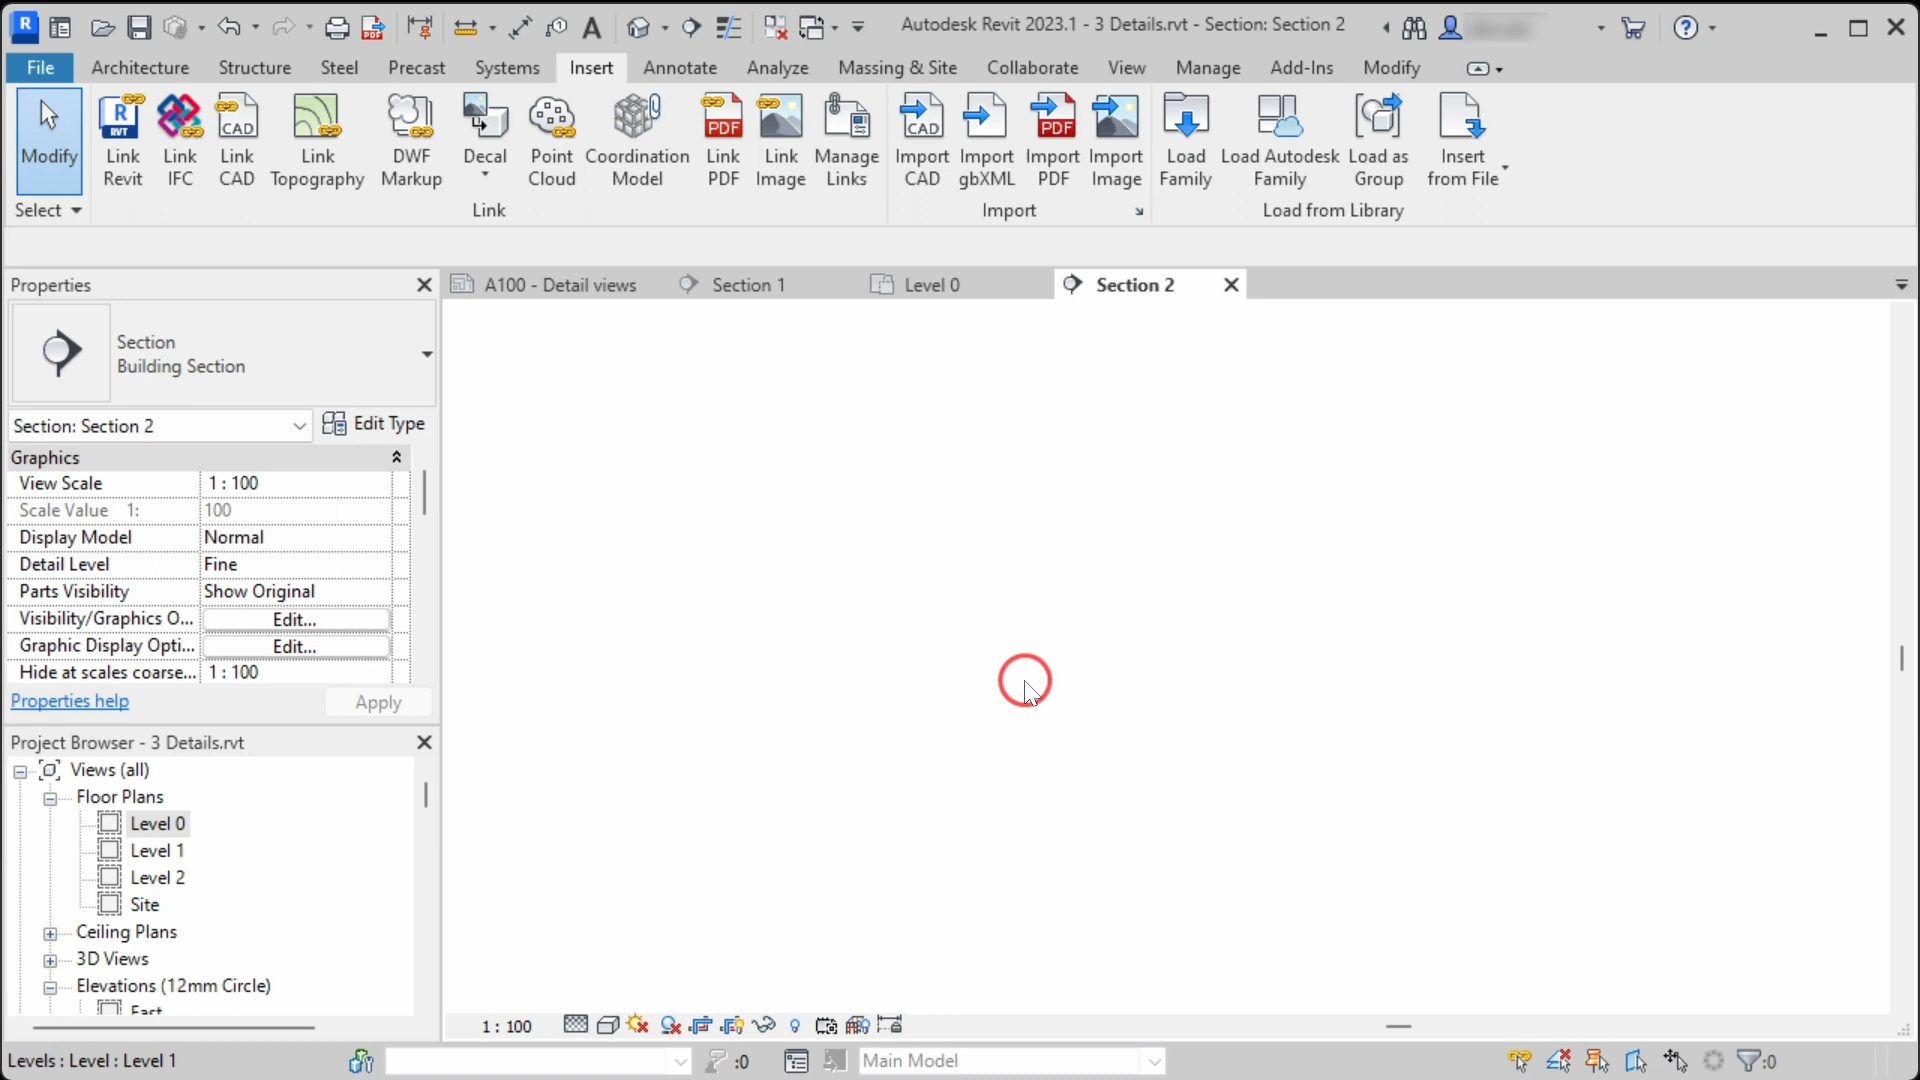 Autodesk Revit 2023.1 - 3 Details.rvt - Section: Section 2
File Architecture Structure Steel Precast Systems Insert Annotate Analyze Massing & Site Collaborate View Manage Add-Ins Modify
Modify
Link Revit
Link IFC
Link CAD
Link Topography
DWF Markup
Decal
Point Cloud
Coordination Model
Link PDF
Link Image
Manage Links
Import CAD
Import gbXML
Import PDF
Import Image
Load Family
Load Autodesk Family
Load as Group
Insert from File
Select Link Import Load from Library
Properties
A100 - Detail views Section 1 Level 0 Section 2
Section
Building Section
Section: Section 2 Edit Type
Graphics
View Scale 1 : 100
Scale Value 1: 100
Display Model Normal
Detail Level Fine
Parts Visibility Show Original
Visibility/Graphics O... Edit...
Graphic Display Opti... Edit...
Hide at scales coarse... 1 : 100
Properties help Apply
Project Browser - 3 Details.rvt
Views (all)
Floor Plans
Level 0
Level 1
Level 2
Site
Ceiling Plans
3D Views
Elevations (12mm Circle)
East
1 : 100
Levels : Level : Level 1 :0 Main Model :0